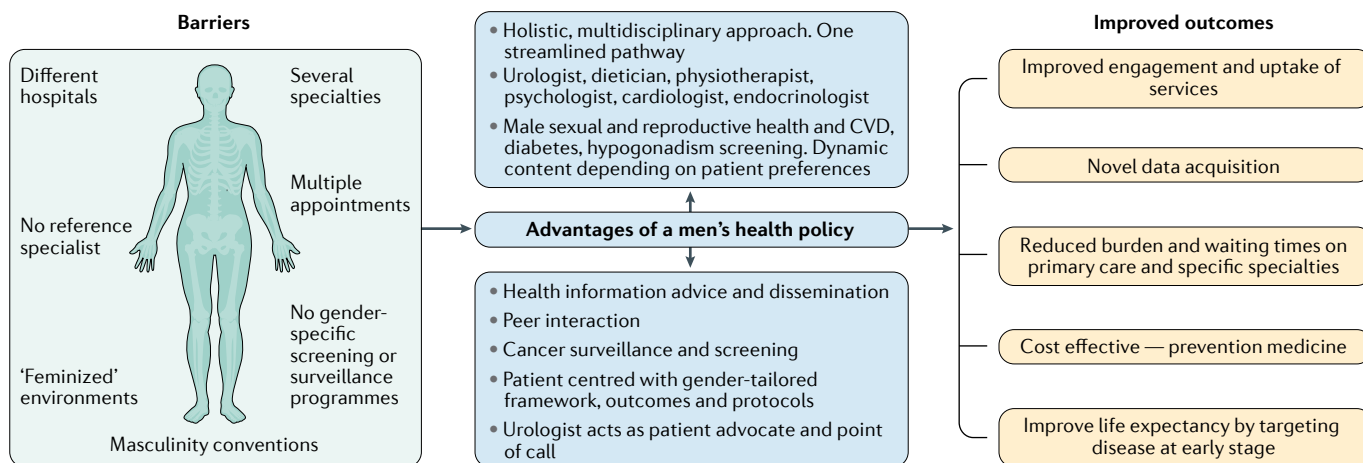 Barriers
Different
hospitals
Several
specialties
Multiple
appointments
No reference
specialist
No gender-
specific
screening or
surveillance
programmes
‘Feminized’
environments
Masculinity conventions
• Holistic, multidisciplinary approach. One
streamlined pathway
• Urologist, dietician, physiotherapist,
psychologist, cardiologist, endocrinologist
• Male sexual and reproductive health and CVD,
diabetes, hypogonadism screening. Dynamic
content depending on patient preferences
Advantages of a men’s health policy
• Health information advice and dissemination
• Peer interaction
• Cancer surveillance and screening
• Patient centred with gender-tailored
framework, outcomes and protocols
• Urologist acts as patient advocate and point
of call
Improved outcomes
Improved engagement and uptake of
services
Novel data acquisition
Reduced burden and waiting times on
primary care and specific specialties
Cost effective — prevention medicine
Improve life expectancy by targeting
disease at early stage